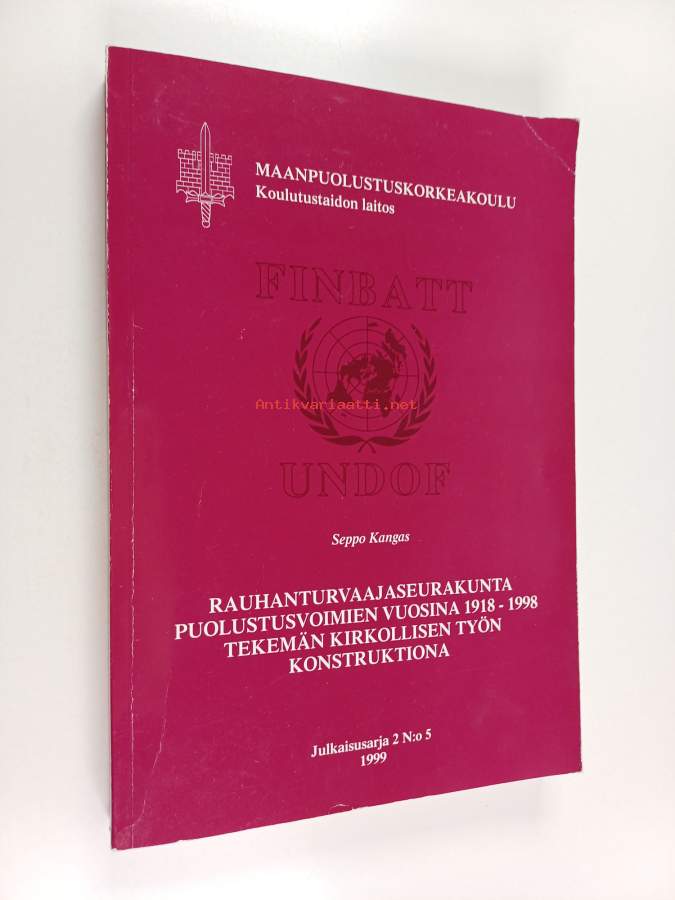 MAANPUOLUSTUSKORKEAKOULU
Koulutustaidon laitos
FINBATT
Antikvariaatti.net
UNDOF
Seppo Kangas
RAUHANTURVAAJASEURAKUNTA
PUOLUSTUSVOIMIEN VUOSINA 1918 - 1998
TEKEMÄN KIRKOLLISEN TYÖN
KONSTRUKTIONA
Julkaisusarja 2 N:o 5
1999